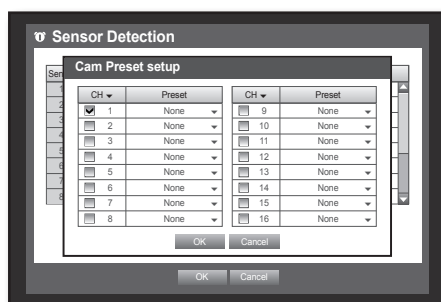 Sensor Detection
Sen
Cam Preset setup
CH Preset CH Preset
1 None 9 None
2 None 10 None
3 None 11 None
4 None 12 None
5 None 13 None
6 None 14 None
7 None 15 None
8 None 16 None
OK Cancel
OK Cancel